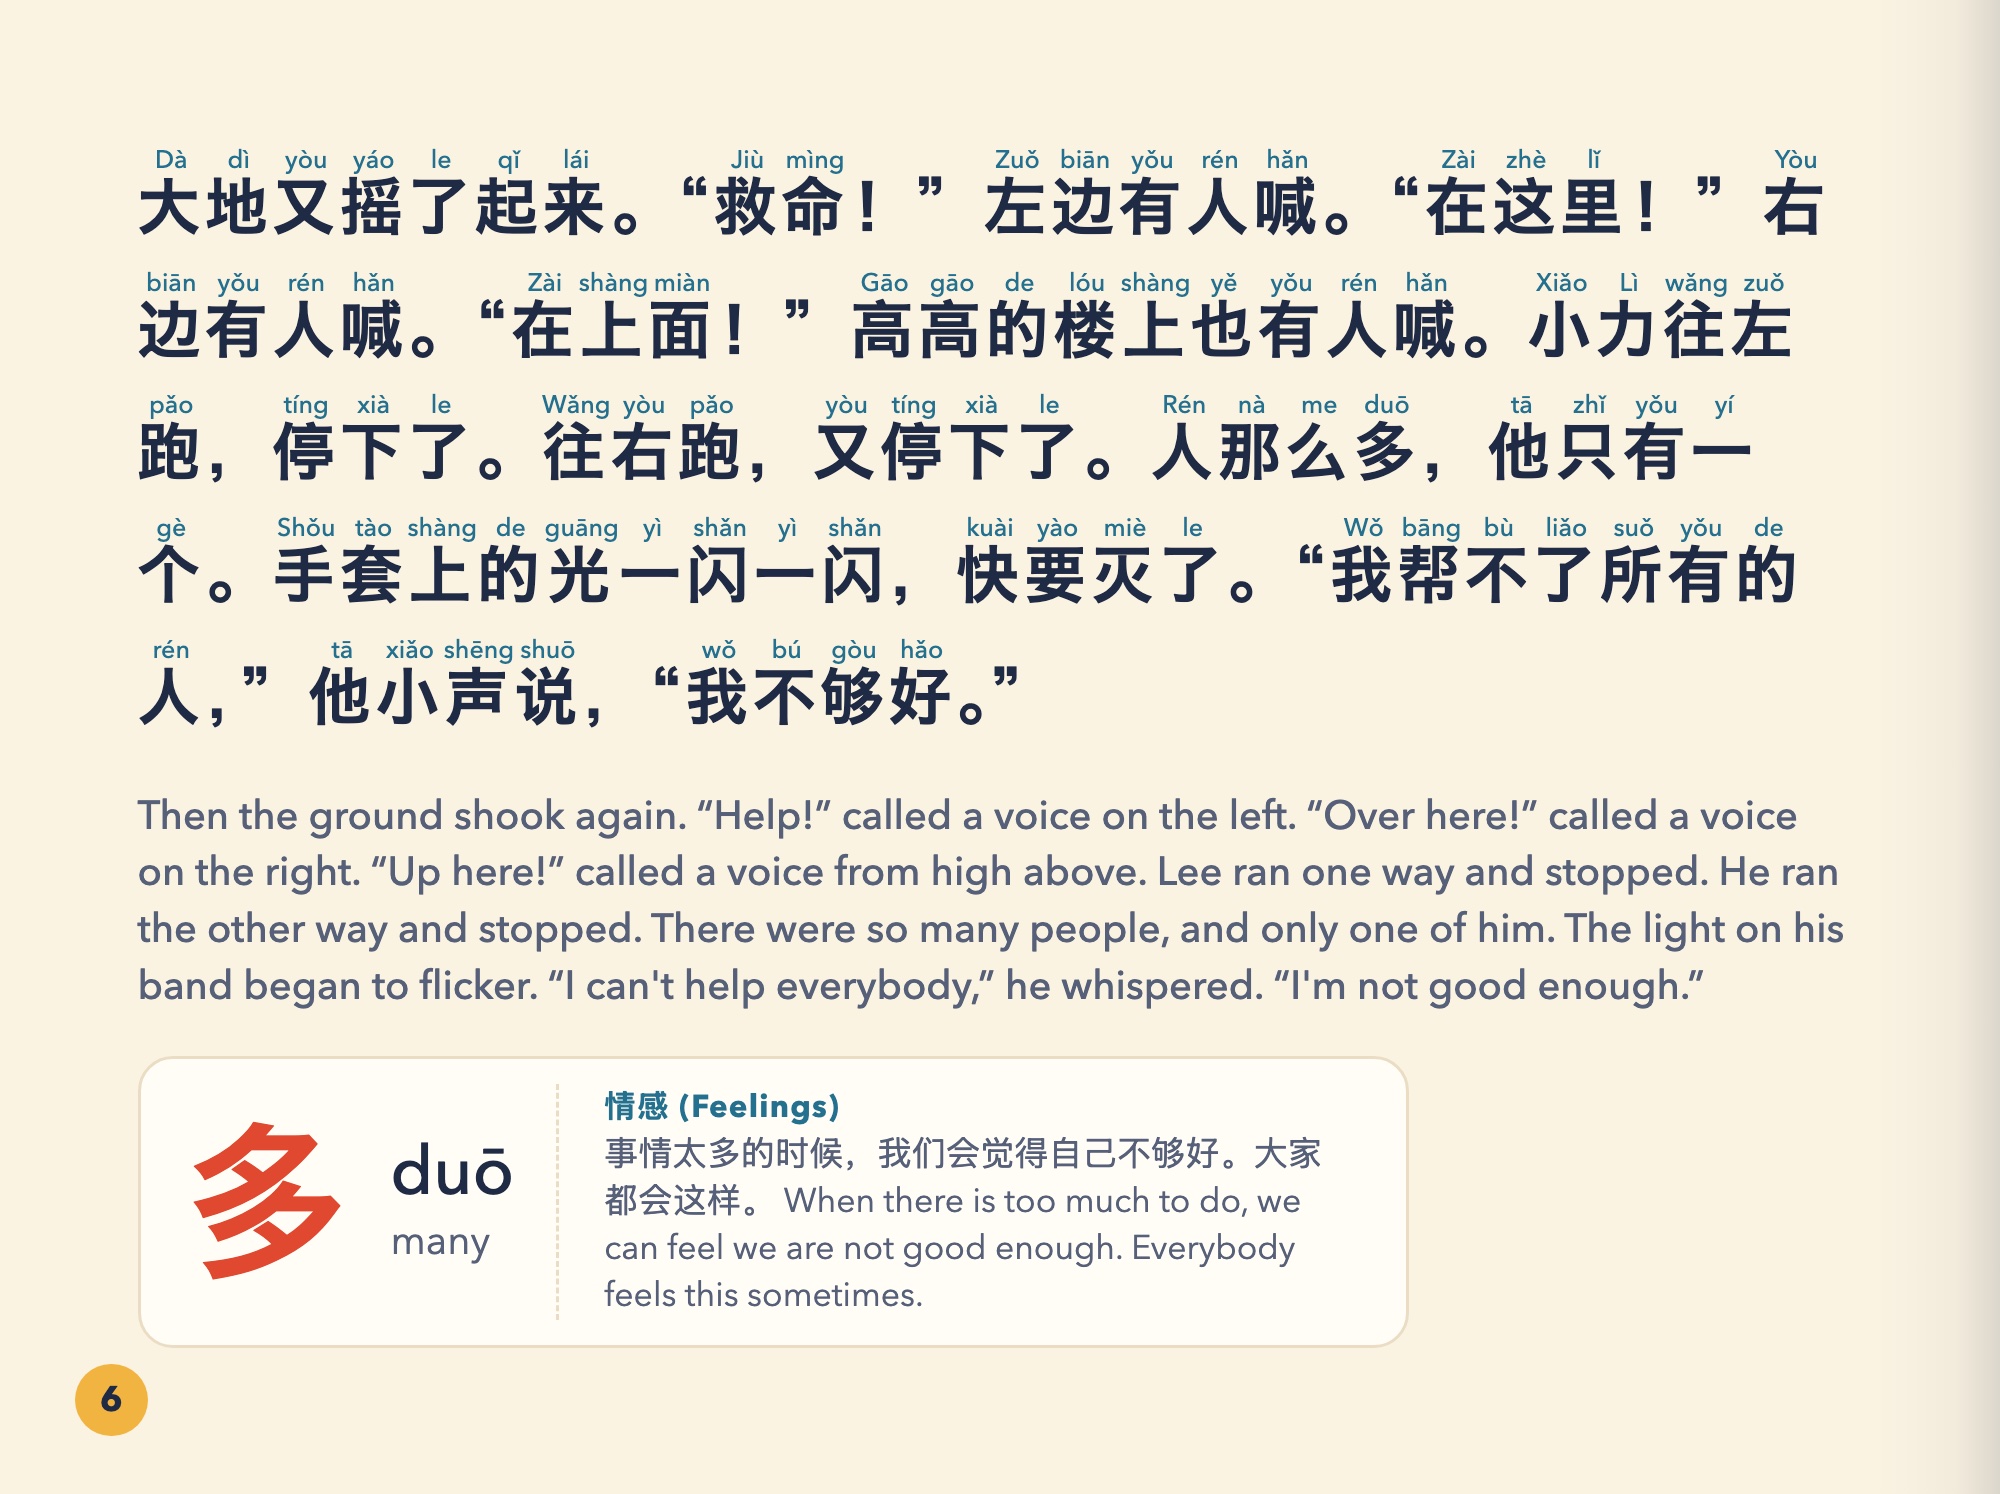 Dà dì yòu yáo le qǐ lái Jiù mìng Zuǒ biān yǒu rén hǎn Zài zhè lǐ Yòu
大地又摇了起来。“救命！”左边有人喊。“在这里！”右
biān yǒu rén hǎn Zài shàng miàn Gāo gāo de lóu shàng yě yǒu rén hǎn Xiǎo Lì wǎng zuǒ
边有人喊。“在上面！”高高的楼上也有人喊。小力往左
pǎo tíng xià le Wǎng yòu pǎo yòu tíng xià le Rén nà me duō tā zhǐ yǒu yí
跑，停下了。往右跑，又停下了。人那么多，他只有一
gè Shǒu tào shàng de guāng yì shǎn yì shǎn kuài yào miè le Wǒ bāng bù liǎo suǒ yǒu de
个。手套上的光一闪一闪，快要灭了。“我帮不了所有的
rén tā xiǎo shēng shuō wǒ bú gòu hǎo
人，”他小声说，“我不够好。”
Then the ground shook again. “Help!” called a voice on the left. “Over here!” called a voice
on the right. “Up here!” called a voice from high above. Lee ran one way and stopped. He ran
the other way and stopped. There were so many people, and only one of him. The light on his
band began to flicker. “I can't help everybody,” he whispered. “I'm not good enough.”
多
duō
many
情感 (Feelings)
事情太多的时候，我们会觉得自己不够好。大家
都会这样。 When there is too much to do, we
can feel we are not good enough. Everybody
feels this sometimes.
6